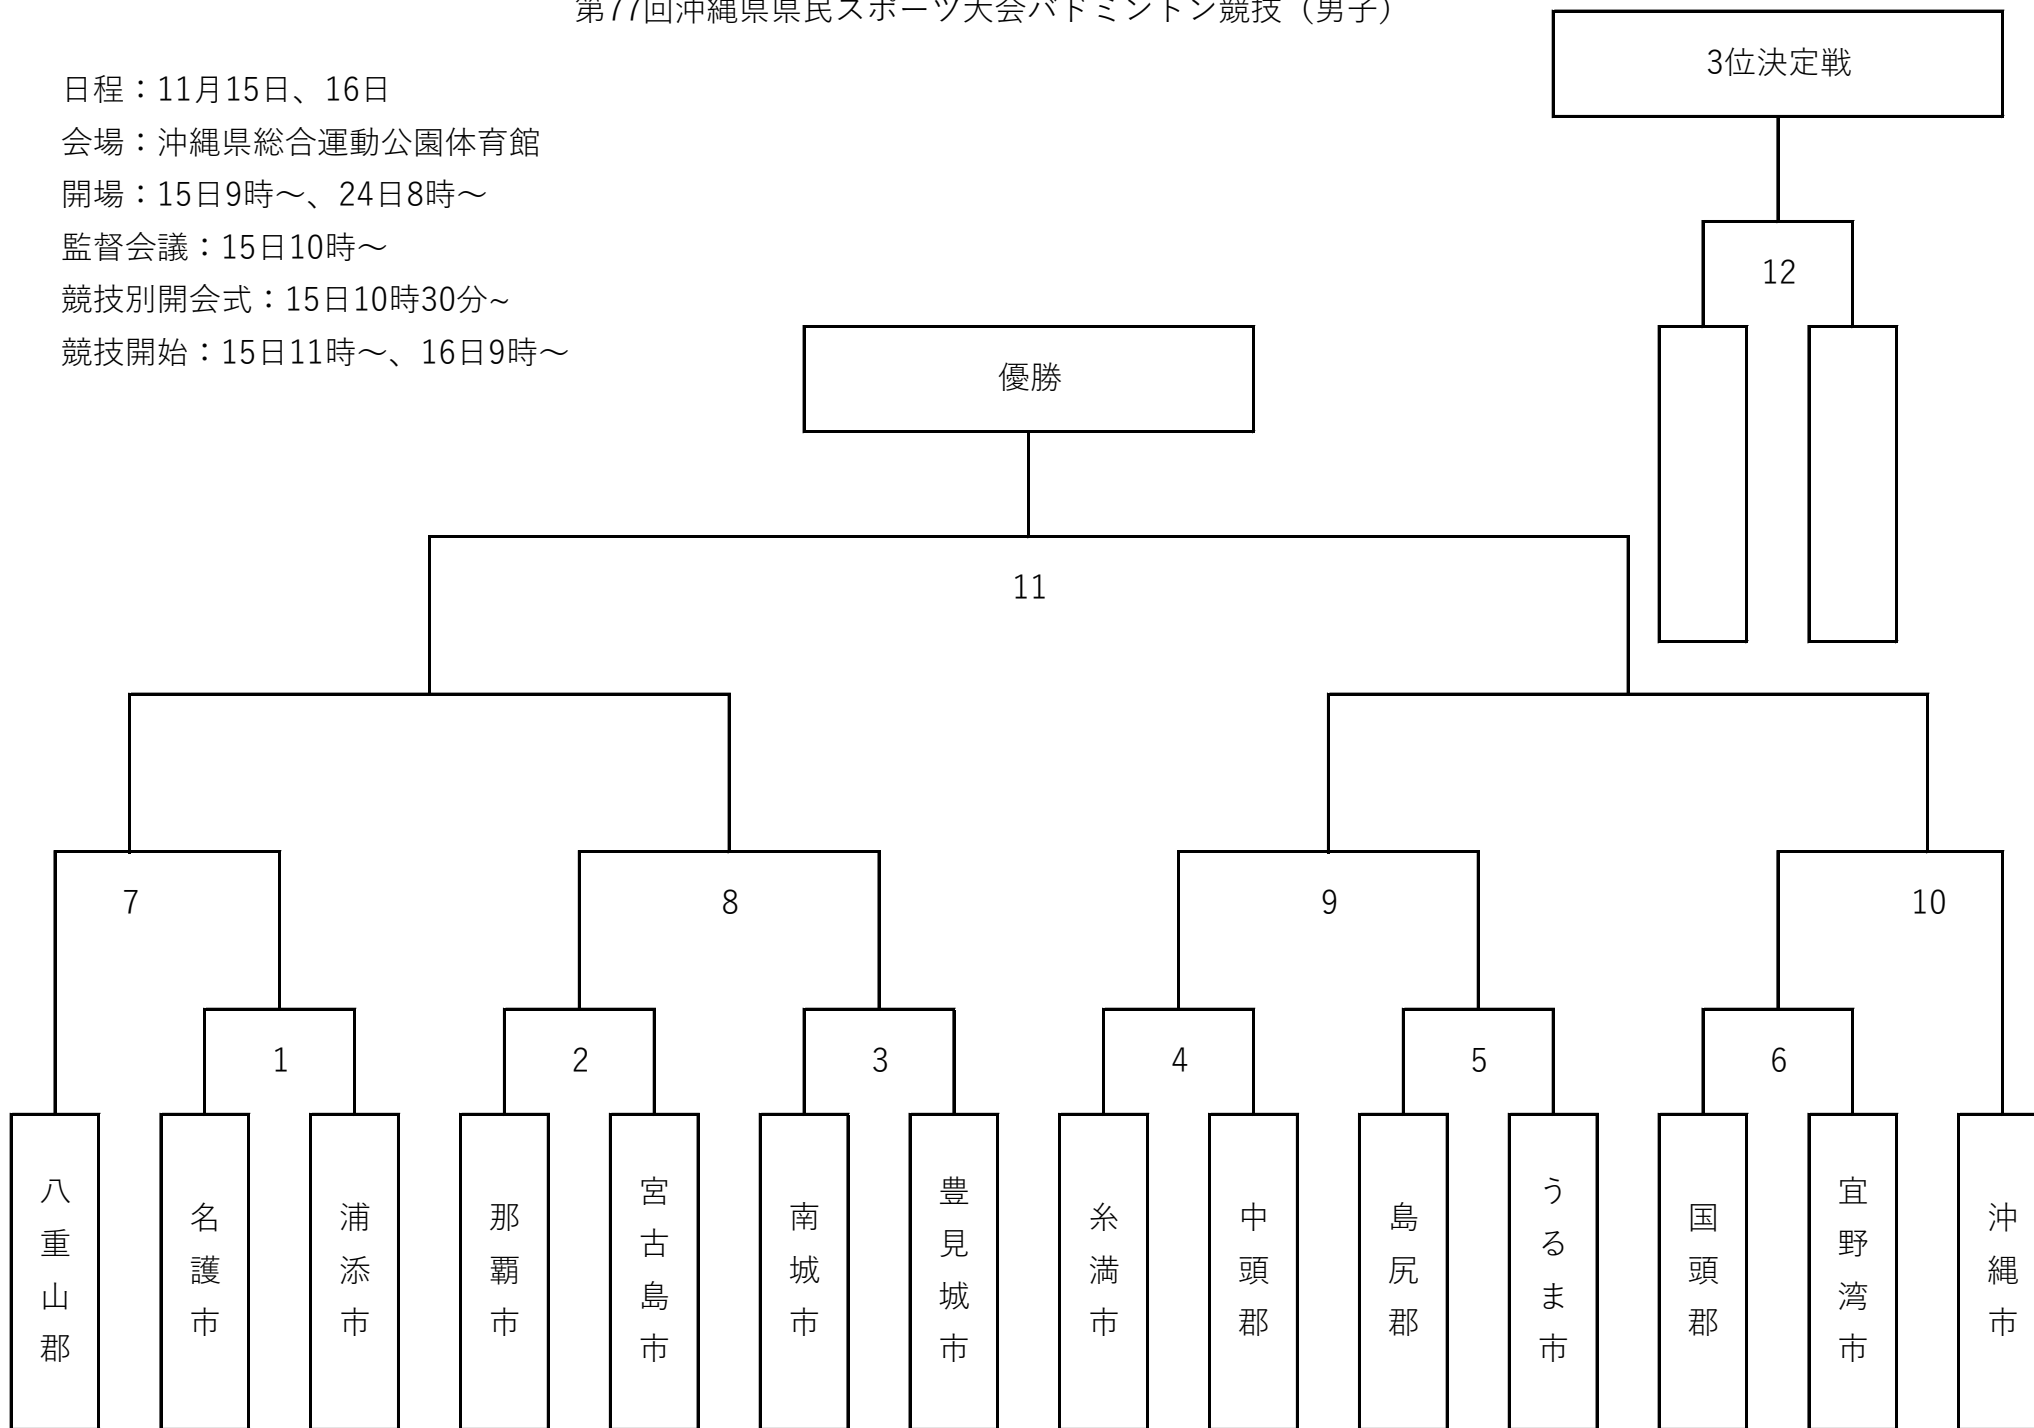 第77回沖縄県県民スポーツ大会バドミントン競技（男子）
3位決定戦
日程：11月15日、16日
会場：沖縄県総合運動公園体育館
開場：15日9時～、24日8時～
監督会議：15日10時～
競技別開会式：15日10時30分~
競技開始：15日11時～、16日9時～
12
優勝
11
7
8
9
10
1
2
3
4
5
6
八重山郡
名護市
浦添市
那覇市
宮古島市
南城市
豊見城市
糸満市
中頭郡
島尻郡
うるま市
国頭郡
宜野湾市
沖縄市